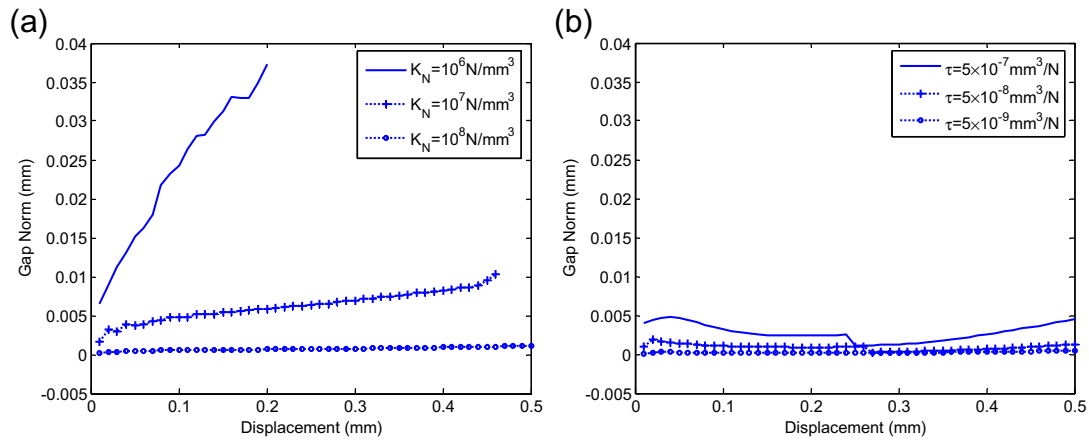 (a)
0.04
0.035
0.03
0.025
0.02
0.015
0.01
0.005
0
-0.005
Gap Norm (mm)
K_N=10^6N/mm^3
K_N=10^7N/mm^3
K_N=10^8N/mm^3
0 0.1 0.2 0.3 0.4 0.5
Displacement (mm)
(b)
0.04
0.035
0.03
0.025
0.02
0.015
0.01
0.005
0
-0.005
Gap Norm (mm)
τ=5×10^-7mm^3/N
τ=5×10^-8mm^3/N
τ=5×10^-9mm^3/N
0 0.1 0.2 0.3 0.4 0.5
Displacement (mm)